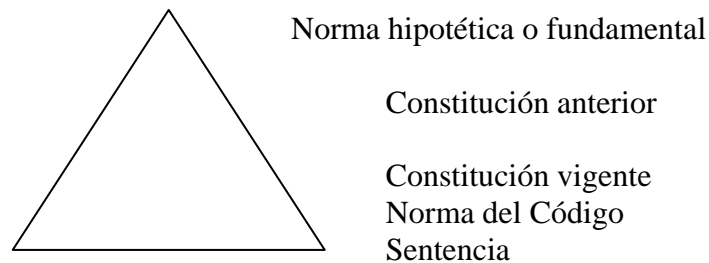 Norma hipotética o fundamental
Constitución anterior
Constitución vigente
Norma del Código
Sentencia